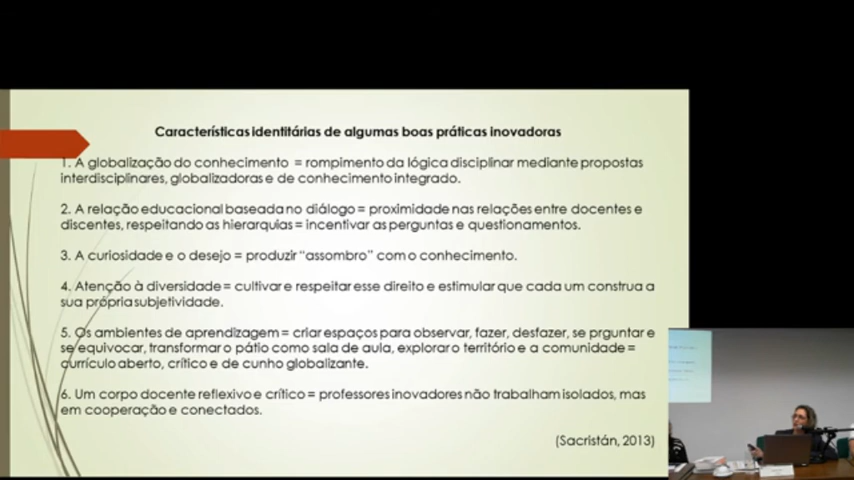 Características identitárias de algumas boas práticas inovadoras
1. A globalização do conhecimento = rompimento da lógica disciplinar mediante propostas
interdisciplinares, globalizadoras e de conhecimento integrado.
2. A relação educacional baseada no diálogo = proximidade nas relações entre docentes e
discentes, respeitando as hierarquias = incentivar as perguntas e questionamentos.
3. A curiosidade e o desejo = produzir "assombro" com o conhecimento.
4. Atenção à diversidade = cultivar e respeitar esse direito e estimular que cada um construa a
sua própria subjetividade.
5. Os ambientes de aprendizagem = criar espaços para observar, fazer, desfazer, se prguntar e
se equivocar, transformar o pátio como sala de aula, explorar o território e a comunidade =
currículo aberto, crítico e de cunho globalizante.
6. Um corpo docente reflexivo e crítico = professores inovadores não trabalham isolados, mas
em cooperação e conectados.
(Sacristán, 2013)